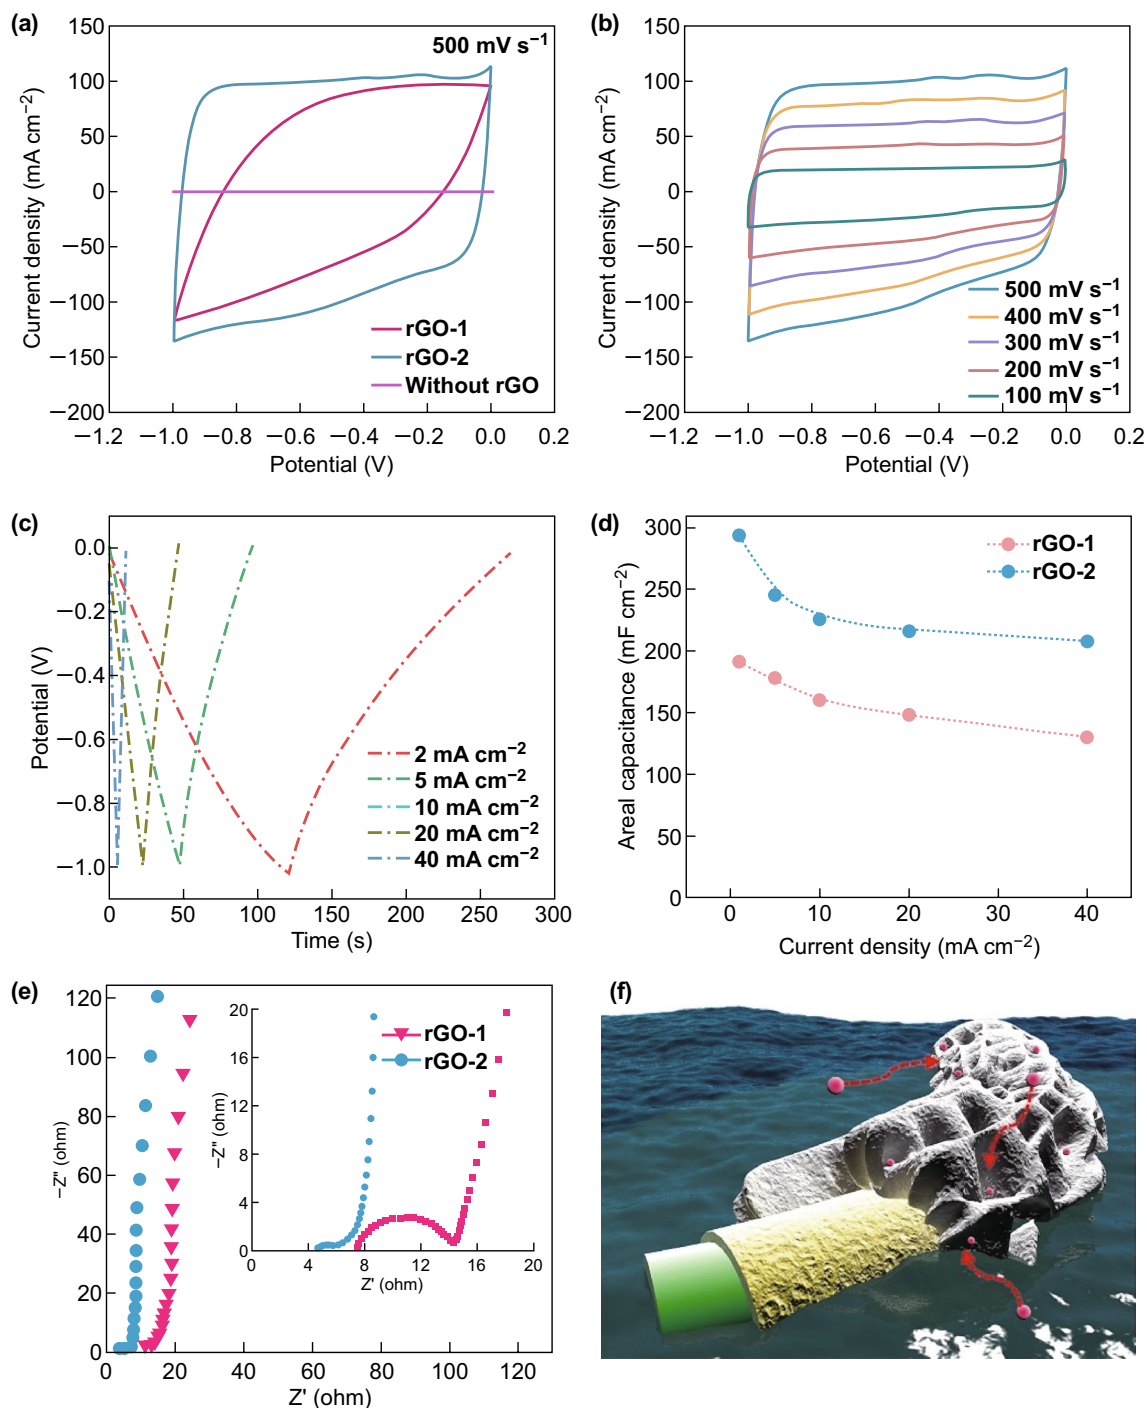 (a)
500 mV s⁻¹
150
100
50
0
−50
−100
−150
−200
−1.2 −1.0 −0.8 −0.6 −0.4 −0.2 0.0 0.2
Current density (mA cm⁻²)
Potential (V)
rGO-1
rGO-2
Without rGO
(b)
150
100
50
0
−50
−100
−150
−200
−1.2 −1.0 −0.8 −0.6 −0.4 −0.2 0.0 0.2
Current density (mA cm⁻²)
Potential (V)
500 mV s⁻¹
400 mV s⁻¹
300 mV s⁻¹
200 mV s⁻¹
100 mV s⁻¹
(c)
0.0
−0.2
−0.4
−0.6
−0.8
−1.0
0 50 100 150 200 250 300
Potential (V)
Time (s)
2 mA cm⁻²
5 mA cm⁻²
10 mA cm⁻²
20 mA cm⁻²
40 mA cm⁻²
(d)
300
250
200
150
100
50
0
0 10 20 30 40
Areal capacitance (mF cm⁻²)
Current density (mA cm⁻²)
rGO-1
rGO-2
(e)
120
100
80
60
40
20
0
0 20 40 60 80 100 120
−Z″ (ohm)
Z′ (ohm)
20
16
12
8
4
0
0 4 8 12 16 20
−Z″ (ohm)
Z′ (ohm)
rGO-1
rGO-2
(f)